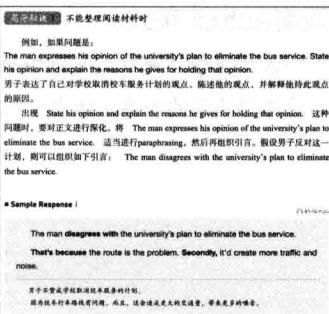 高分秘诀 1 不能整理阅读材料时
例如，如果问题是：
The man expresses his opinion of the university's plan to eliminate the bus service. State
his opinion and explain the reasons he gives for holding that opinion.
男子表达了自己对学校取消校车服务计划的观点。陈述他的观点，并解释他持此观点
的原因。
出现 State his opinion and explain the reasons he gives for holding that opinion. 这种
问题时，要对正文进行深化。将 The man expresses his opinion of the university's plan to
eliminate the bus service. 适当进行paraphrasing，然后再组织引言。假设男子反对这一
计划，则可以组织如下引言： The man disagrees with the university's plan to eliminate
the bus service.
■ Sample Response
The man disagrees with the university's plan to eliminate the bus service.
That's because the route is the problem. Secondly, it'd create more traffic and
noise.
男子不赞成学校取消校车服务的计划。
因为校车行车路线有问题。而且，这会造成更大的交通量，带来更多的噪音。